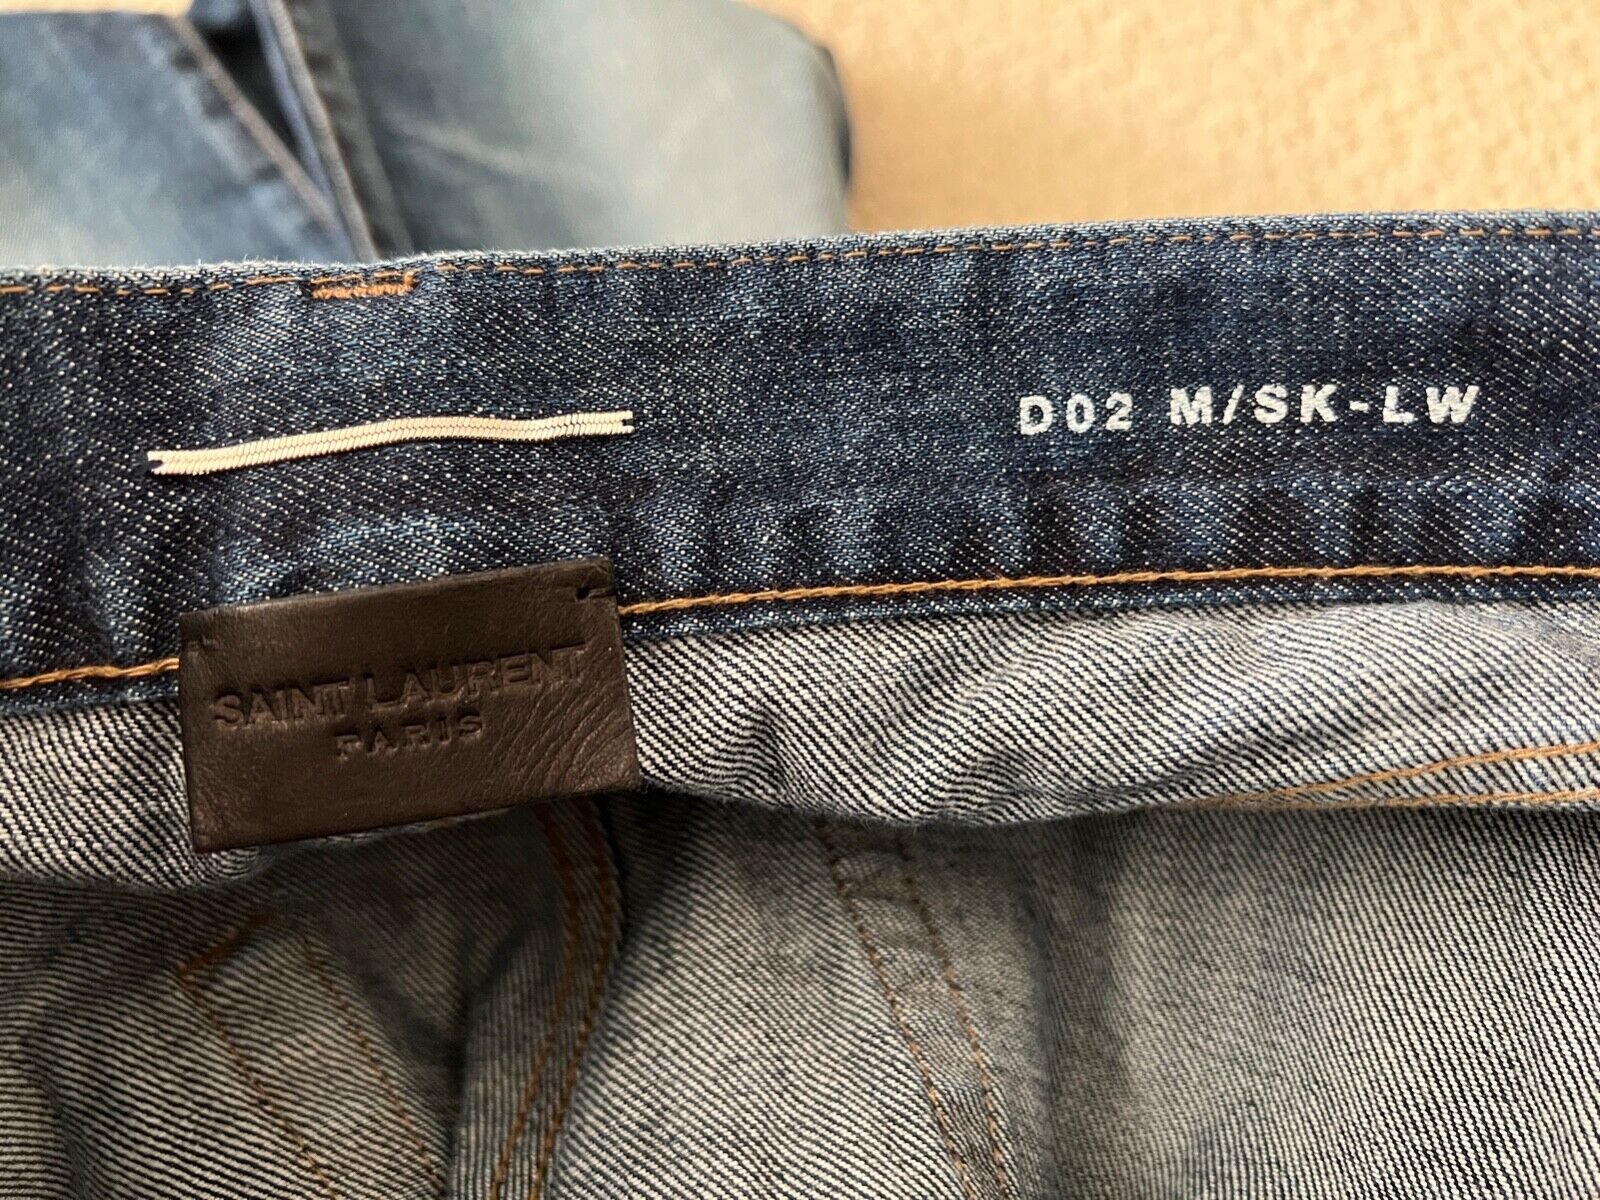 D02 M/SK-LW
SAINT LAURENT
PARIS